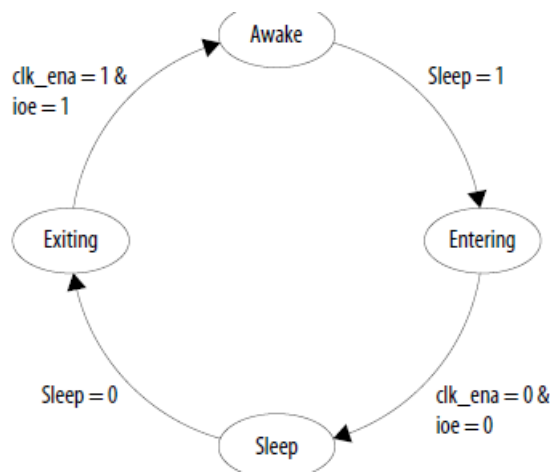 Awake
clk_ena = 1 &
ioe = 1
Sleep = 1
Exiting
Entering
Sleep = 0
clk_ena = 0 &
ioe = 0
Sleep